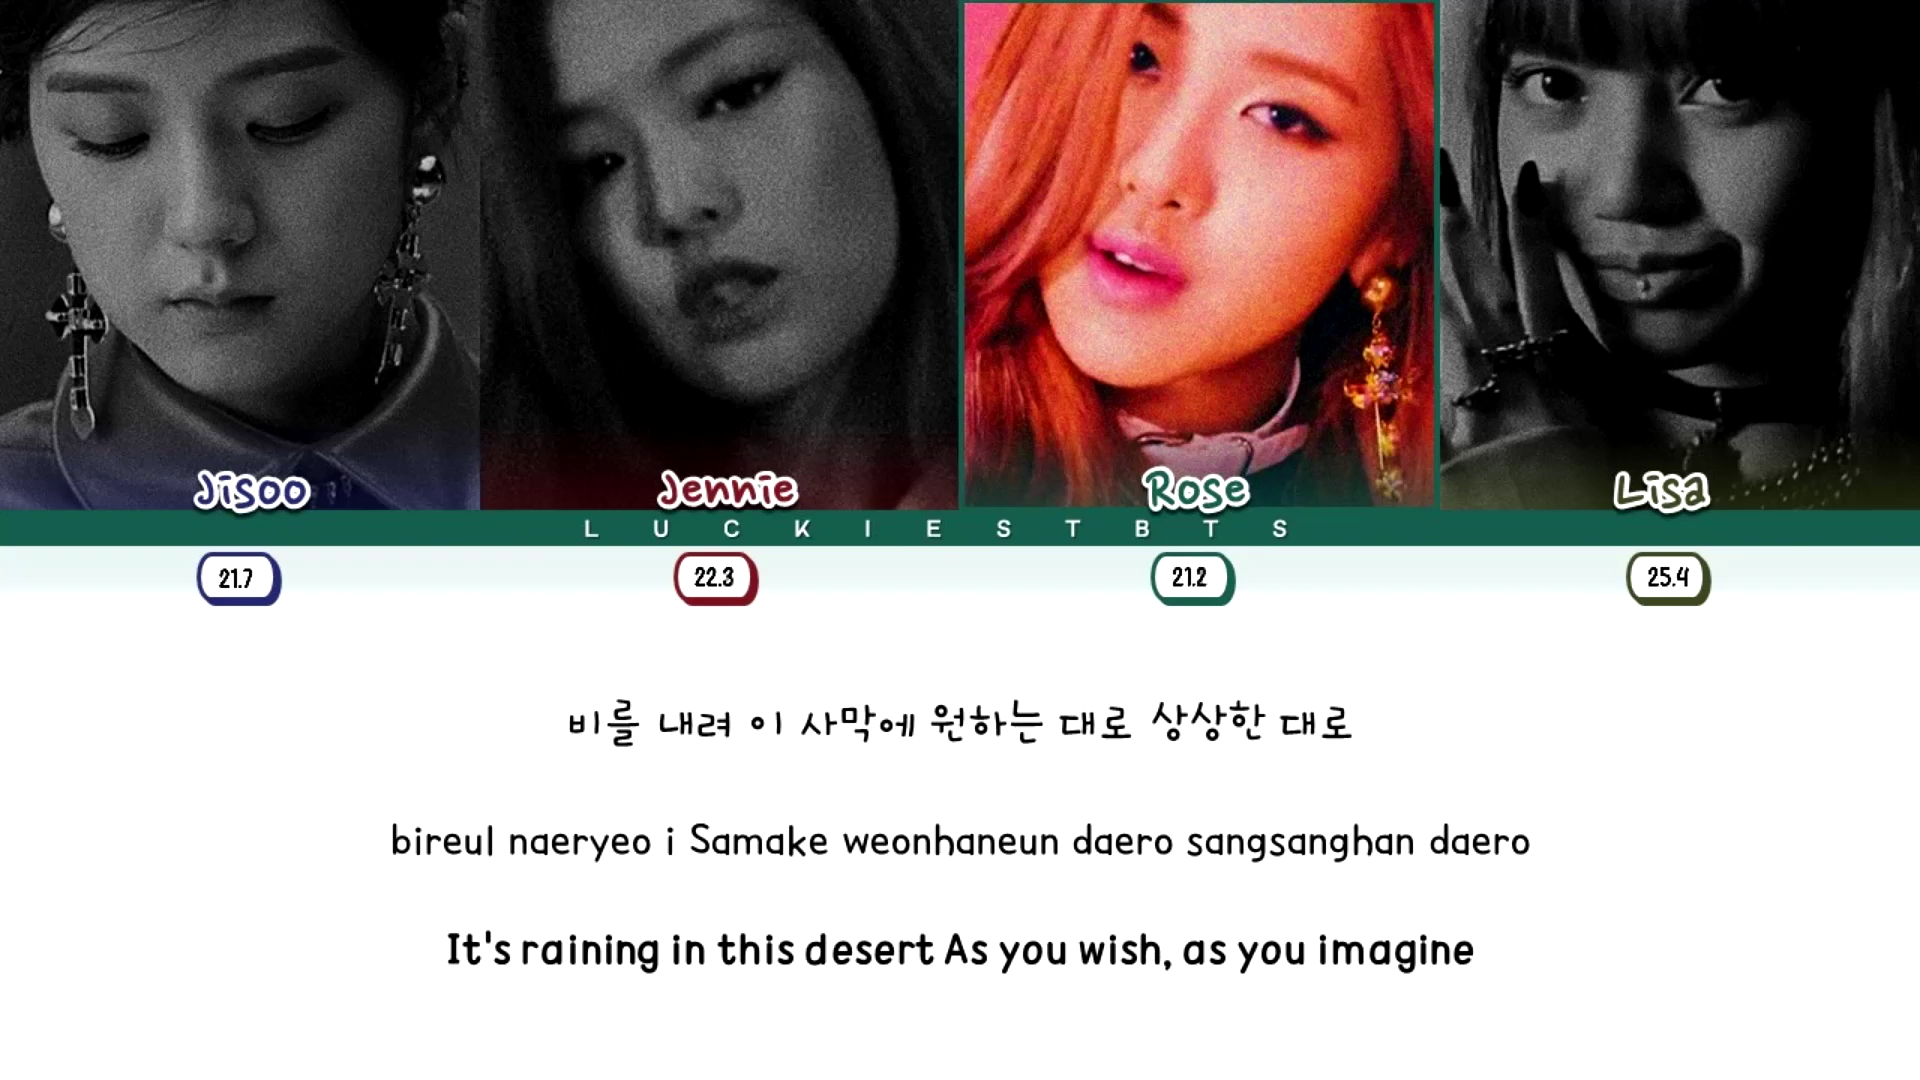 Jisoo Jennie Rose Lisa
LUCKIESTBTS
21.7 22.3 21.2 25.4
비를 내려 이 사막에 원하는 대로 상상한 대로
bireul naeryeo i Samake weonhaneun daero sangsanghan daero
It's raining in this desert As you wish, as you imagine